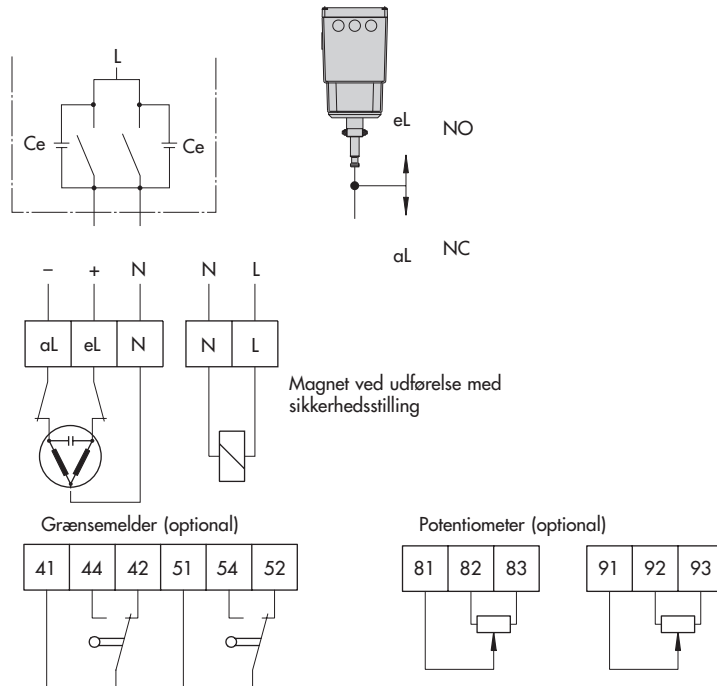 L
Ce
Ce
eL
NO
aL
NC
– + N
N L
aL eL N
N L
Magnet ved udførelse med
sikkerhedsstilling
Grænsemelder (optional)
Potentiometer (optional)
41 44 42 51 54 52
81 82 83
91 92 93